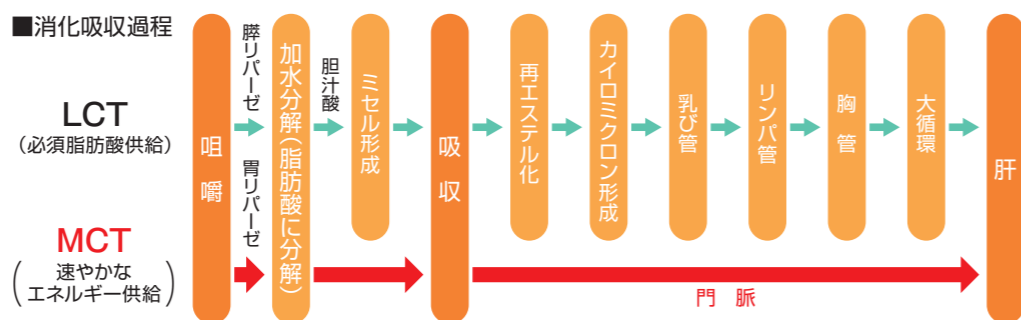 ■消化吸収過程
LCT
(必須脂肪酸供給)
MCT
(速やかな
エネルギー供給)
咀嚼
膵リパーゼ
胃リパーゼ
加水分解(脂肪酸に分解)
胆汁酸
ミセル形成
吸収
再エステル化
カイロミクロン形成
乳び管
リンパ管
胸管
大循環
門脈
肝